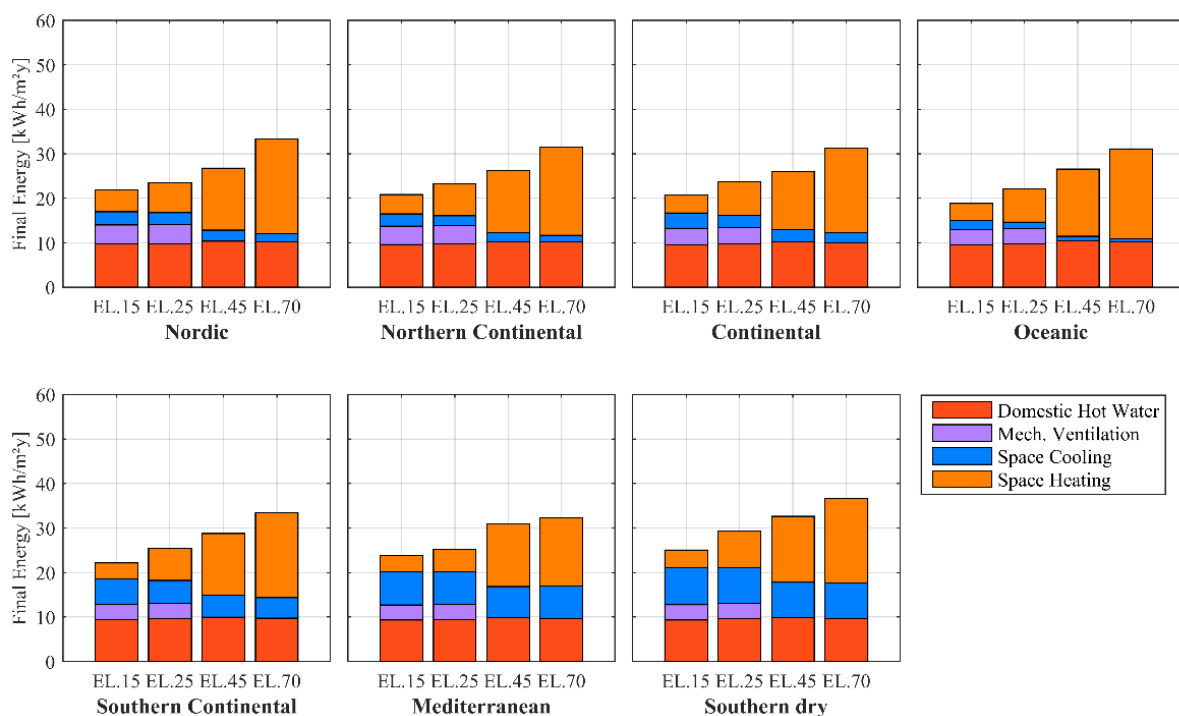 Final Energy [kWh/m²y]
60
50
40
30
20
10
0
EL.15 EL.25 EL.45 EL.70
Nordic
EL.15 EL.25 EL.45 EL.70
Northern Continental
EL.15 EL.25 EL.45 EL.70
Continental
EL.15 EL.25 EL.45 EL.70
Oceanic
Final Energy [kWh/m²y]
60
50
40
30
20
10
0
EL.15 EL.25 EL.45 EL.70
Southern Continental
EL.15 EL.25 EL.45 EL.70
Mediterranean
EL.15 EL.25 EL.45 EL.70
Southern dry
Domestic Hot Water
Mech. Ventilation
Space Cooling
Space Heating